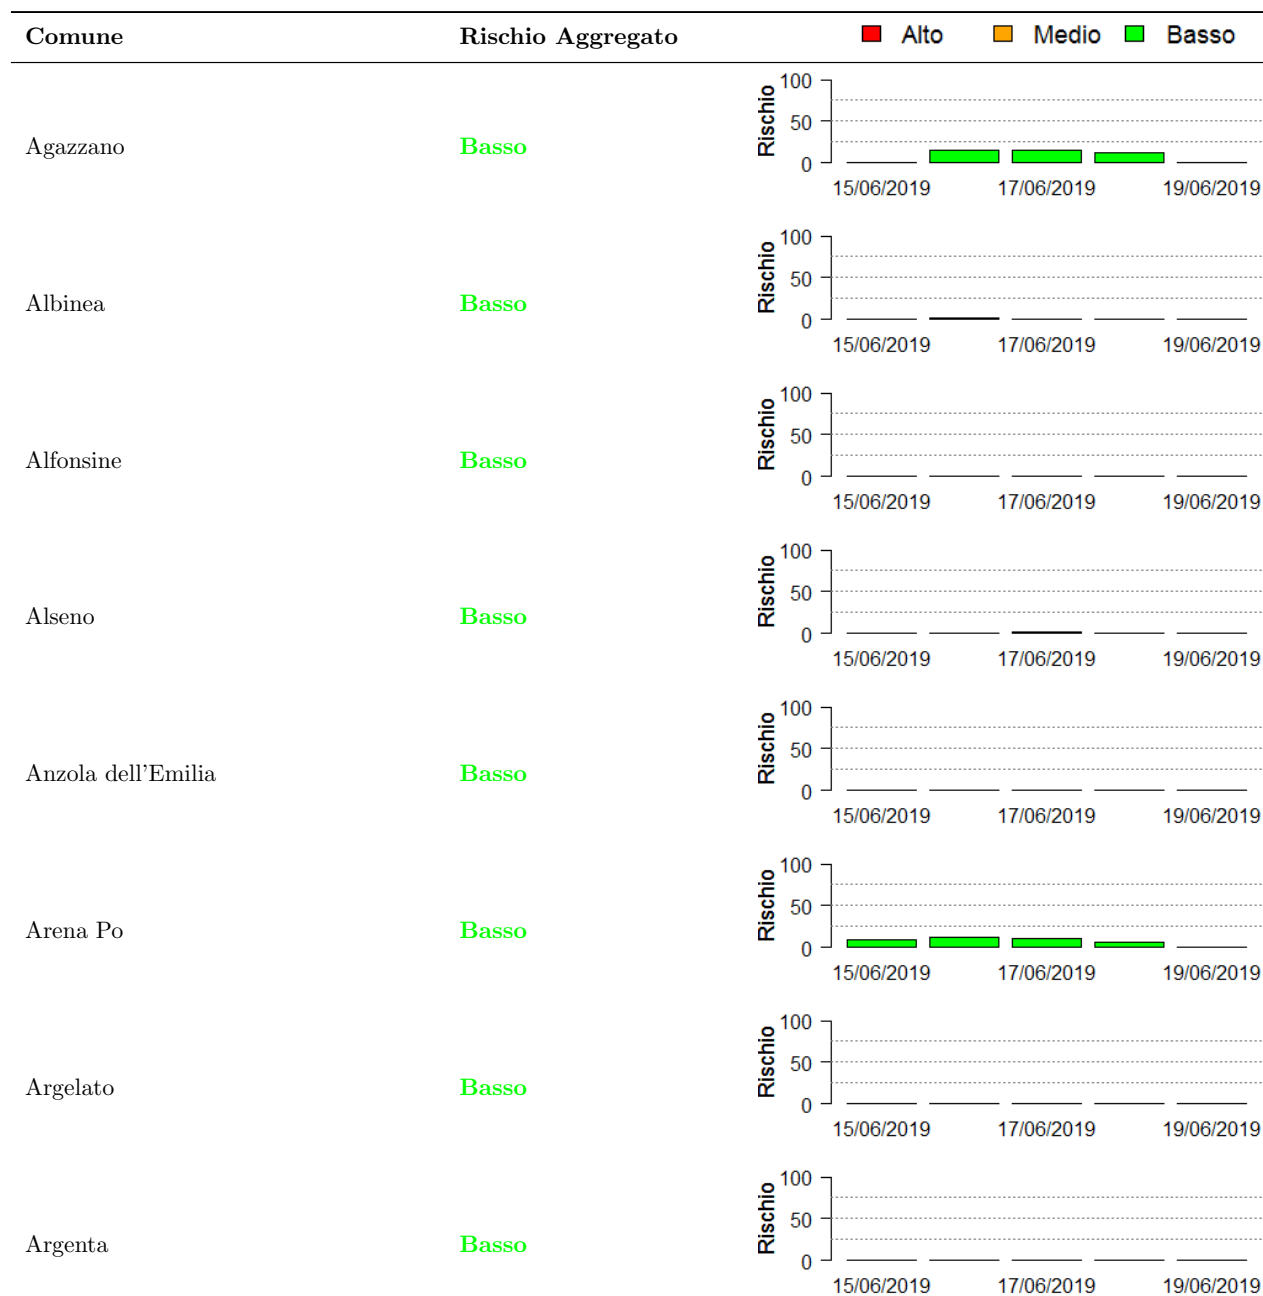 Comune Rischio Aggregato Alto Medio Basso
Agazzano Basso Rischio 100 50 0
15/06/2019 17/06/2019 19/06/2019
Albinea Basso Rischio 100 50 0
15/06/2019 17/06/2019 19/06/2019
Alfonsine Basso Rischio 100 50 0
15/06/2019 17/06/2019 19/06/2019
Alseno Basso Rischio 100 50 0
15/06/2019 17/06/2019 19/06/2019
Anzola dell'Emilia Basso Rischio 100 50 0
15/06/2019 17/06/2019 19/06/2019
Arena Po Basso Rischio 100 50 0
15/06/2019 17/06/2019 19/06/2019
Argelato Basso Rischio 100 50 0
15/06/2019 17/06/2019 19/06/2019
Argenta Basso Rischio 100 50 0
15/06/2019 17/06/2019 19/06/2019